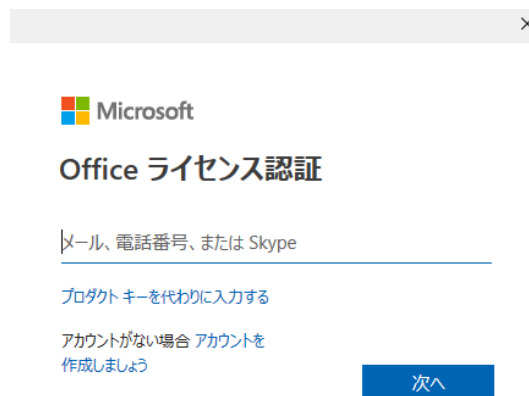 Microsoft
Office ライセンス認証
メール、電話番号、または Skype
プロダクト キーを代わりに入力する
アカウントがない場合 アカウントを
作成しましょう
次へ